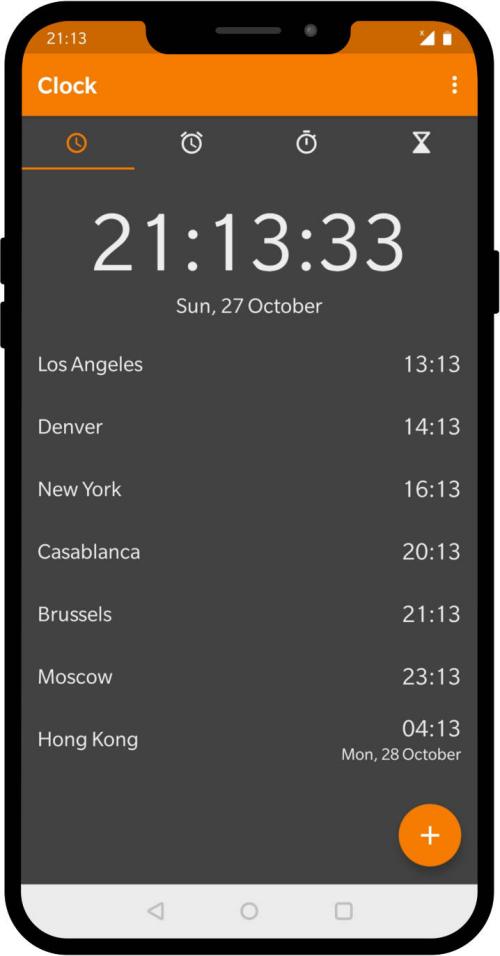 21:13
Clock
21:13:33
Sun, 27 October
Los Angeles 13:13
Denver 14:13
New York 16:13
Casablanca 20:13
Brussels 21:13
Moscow 23:13
Hong Kong 04:13
Mon, 28 October